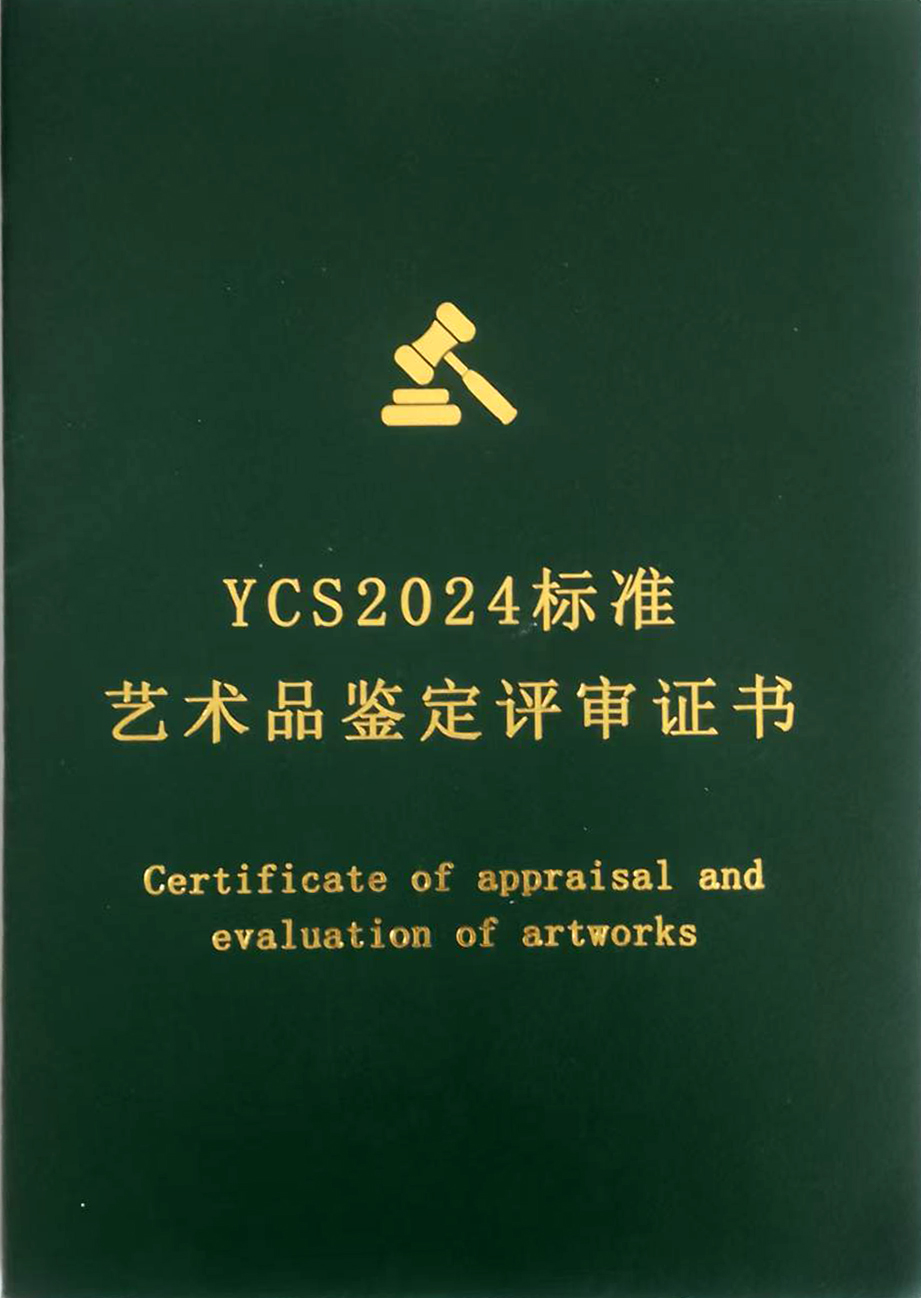 YCS2024标准
艺术品鉴定评审证书
Certificate of appraisal and
evaluation of artworks